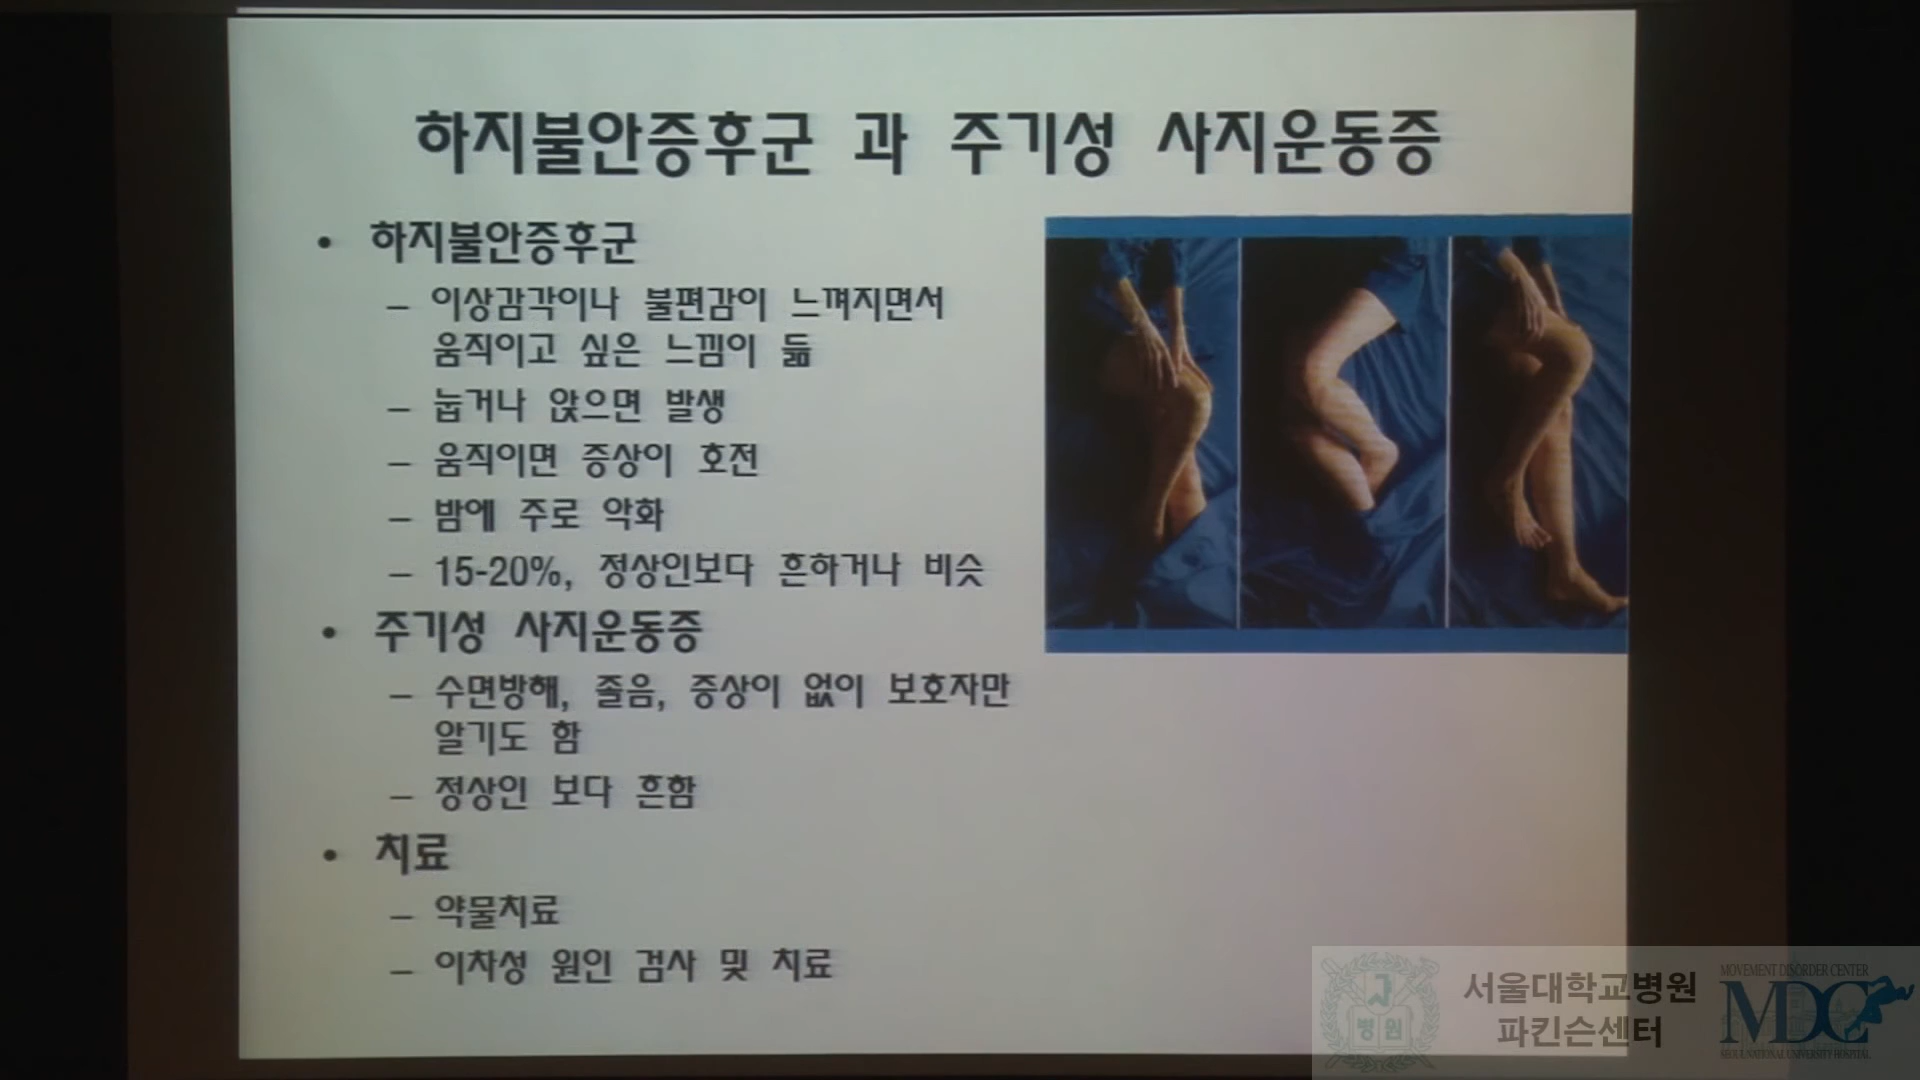 하지불안증후군 과 주기성 사지운동증
• 하지불안증후군
– 이상감각이나 불편감이 느껴지면서
움직이고 싶은 느낌이 듦
– 눕거나 앉으면 발생
– 움직이면 증상이 호전
– 밤에 주로 악화
– 15-20%, 정상인보다 흔하거나 비슷
• 주기성 사지운동증
– 수면방해, 졸음, 증상이 없이 보호자만
알기도 함
– 정상인 보다 흔함
• 치료
– 약물치료
– 이차성 원인 검사 및 치료
병원
서울대학교병원
파킨슨센터
MOVEMENT DISORDER CENTER
MDC
SEOUL NATIONAL UNIVERSITY HOSPITAL